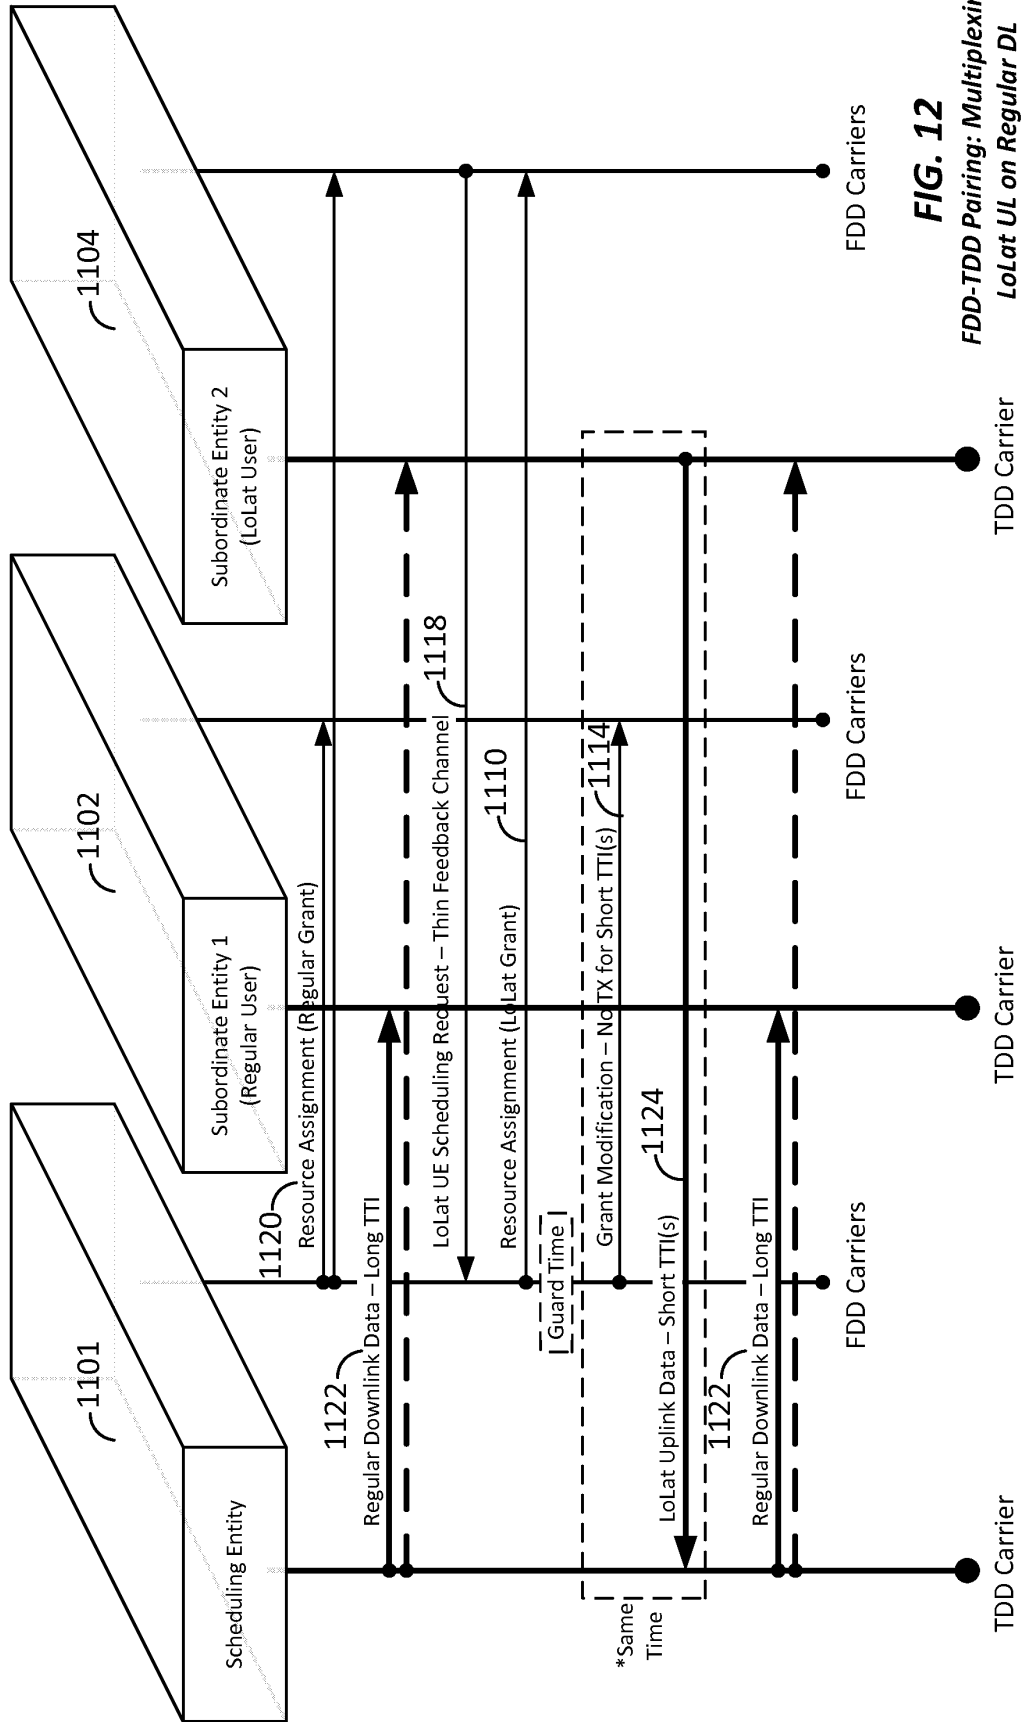 Scheduling Entity
1101
Subordinate Entity 1
(Regular User)
1102
Subordinate Entity 2
(LoLat User)
1104
1120
Resource Assignment (Regular Grant)
1122
Regular Downlink Data – Long TTI
LoLat UE Scheduling Request – Thin Feedback Channel
1118
Resource Assignment (LoLat Grant)
1110
Guard Time
*Same
Time
Grant Modification – No TX for Short TTI(s)
1114
LoLat Uplink Data – Short TTI(s)
1124
1122
Regular Downlink Data – Long TTI
FDD Carriers
FDD Carriers
FDD Carriers
TDD Carrier
TDD Carrier
TDD Carrier
FIG. 12
FDD-TDD Pairing: Multiplexin
LoLat UL on Regular DL